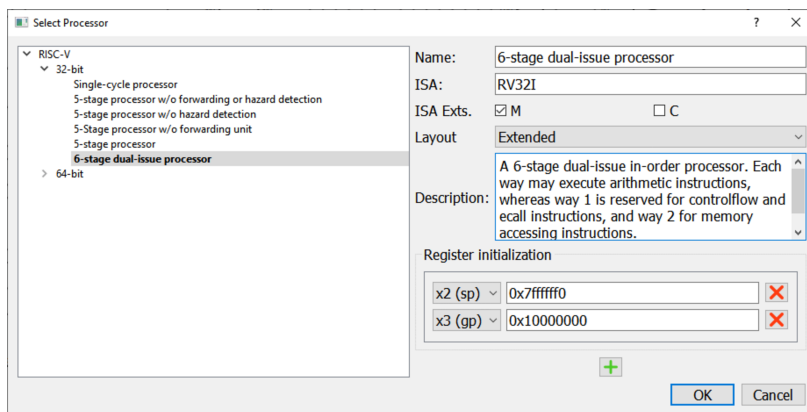 Select Processor
?
RISC-V
32-bit
Single-cycle processor
5-stage processor w/o forwarding or hazard detection
5-stage processor w/o hazard detection
5-Stage processor w/o forwarding unit
5-stage processor
6-stage dual-issue processor
64-bit
Name: 6-stage dual-issue processor
ISA: RV32I
ISA Exts. M C
Layout Extended
Description:
A 6-stage dual-issue in-order processor. Each
way may execute arithmetic instructions,
whereas way 1 is reserved for controlflow and
ecall instructions, and way 2 for memory
accessing instructions.
Register initialization
x2 (sp) 0x7ffffff0
x3 (gp) 0x10000000
OK Cancel